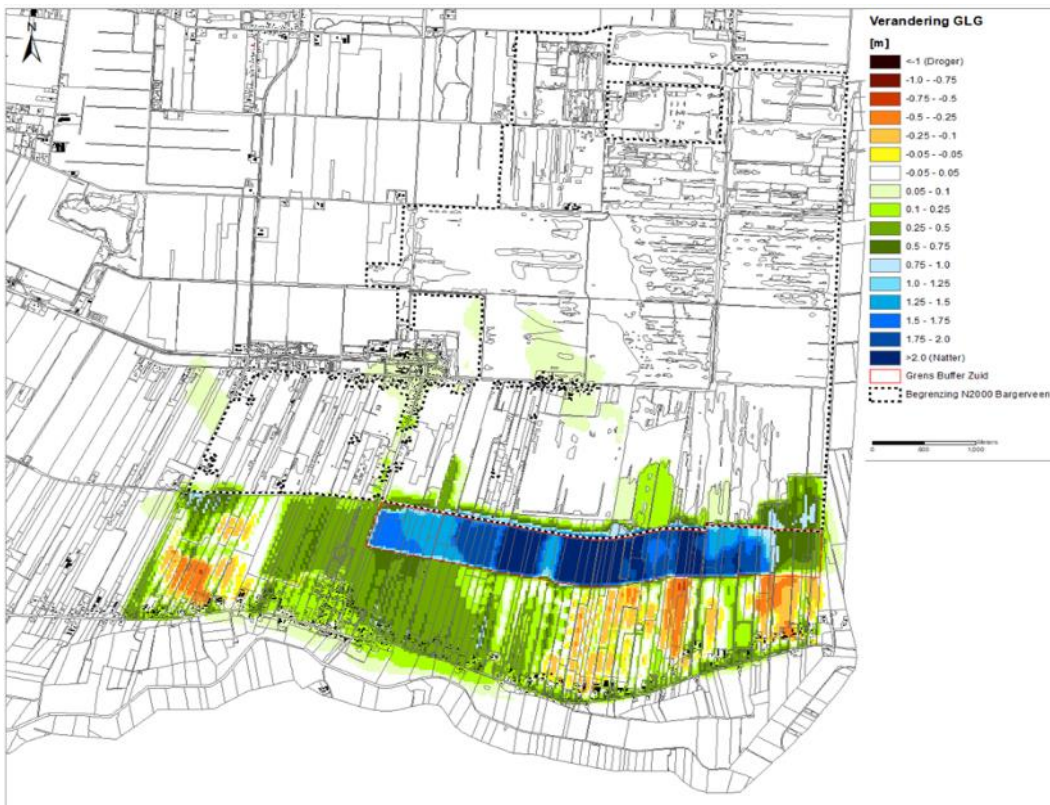 N
Verandering GLG
[m]
<-1 (Droger)
-1.0 - -0.75
-0.75 - -0.5
-0.5 - -0.25
-0.25 - -0.1
-0.05 - -0.05
-0.05 - 0.05
0.05 - 0.1
0.1 - 0.25
0.25 - 0.5
0.5 - 0.75
0.75 - 1.0
1.0 - 1.25
1.25 - 1.5
1.5 - 1.75
1.75 - 2.0
>2.0 (Natter)
Grens Buffer Zuid
Begrenzing N2000 Bargerveen
Meters
0 500 1,000